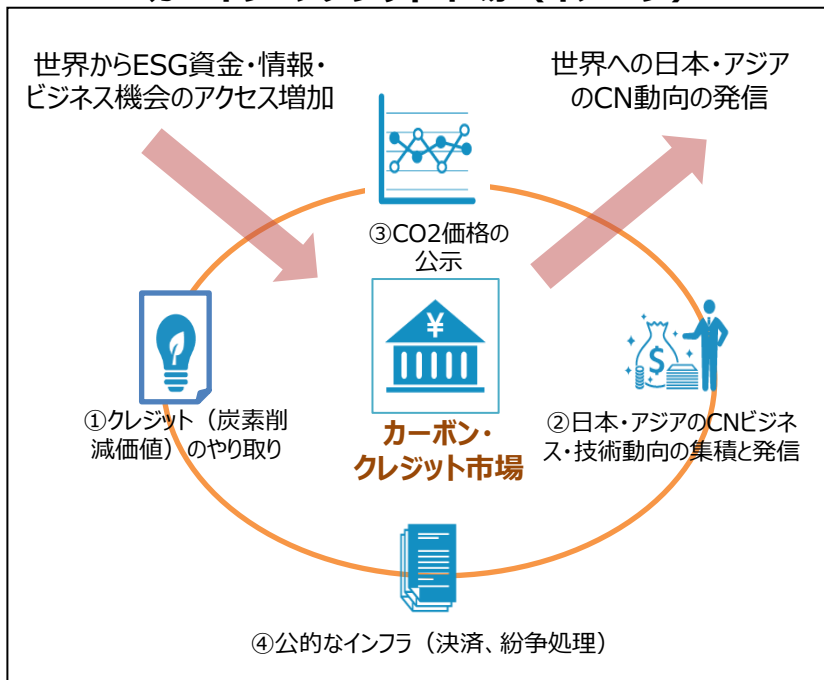 世界からESG資金・情報・
ビジネス機会のアクセス増加
世界への日本・アジア
のCN動向の発信
③CO2価格の
公示
¥
$
①クレジット（炭素削
減価値）のやり取り
カーボン・
クレジット市場
②日本・アジアのCNビジネ
ス・技術動向の集積と発信
④公的なインフラ（決済、紛争処理）